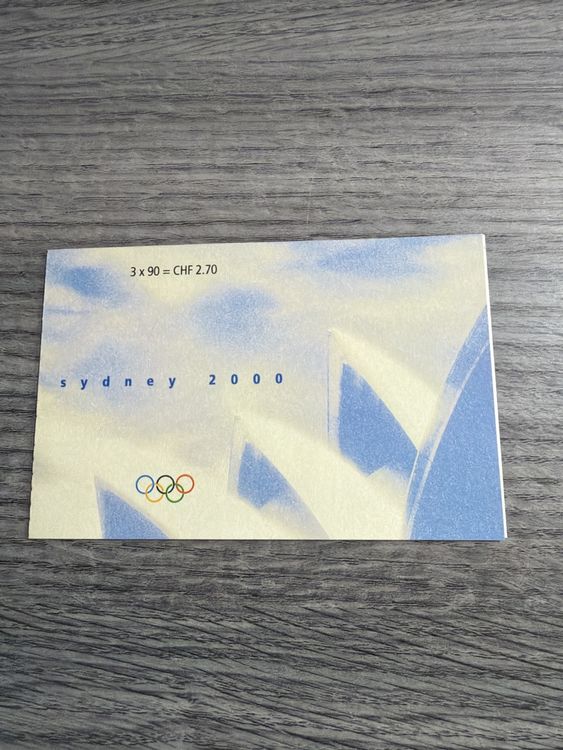 3 x 90 = CHF 2.70
sydney 2000